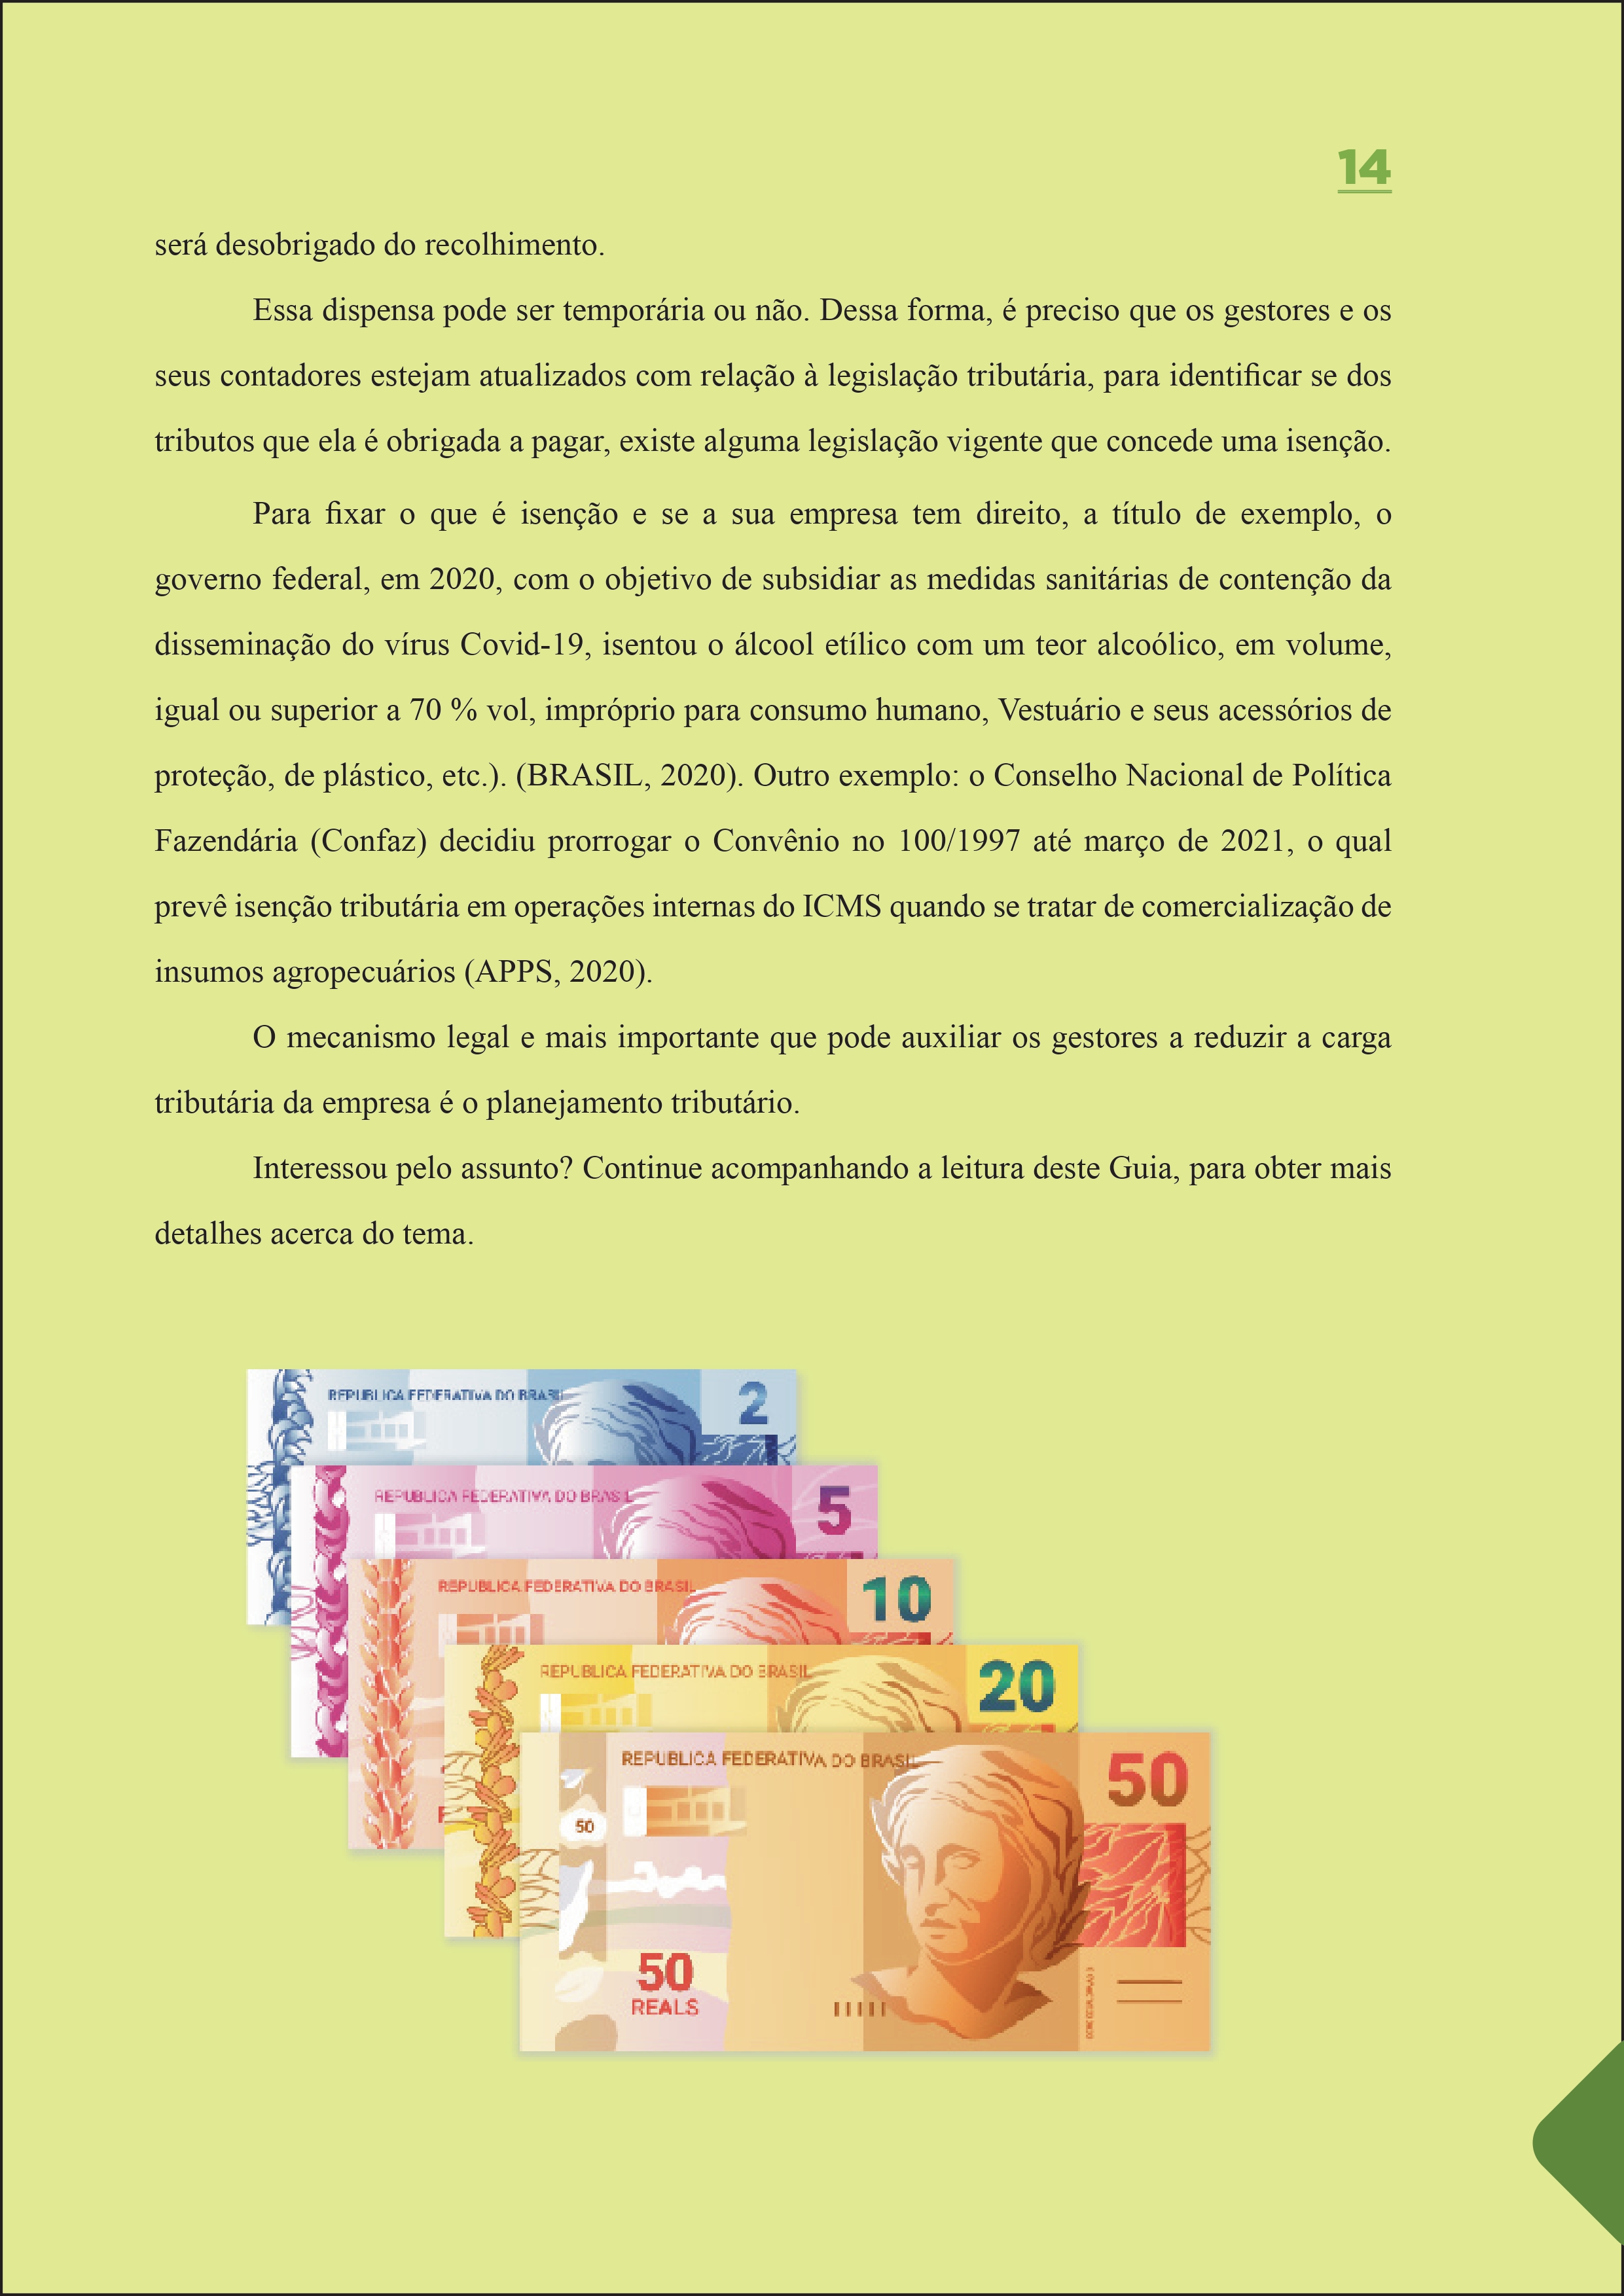 14
será desobrigado do recolhimento.
Essa dispensa pode ser temporária ou não. Dessa forma, é preciso que os gestores e os
seus contadores estejam atualizados com relação à legislação tributária, para identificar se dos
tributos que ela é obrigada a pagar, existe alguma legislação vigente que concede uma isenção.
Para fixar o que é isenção e se a sua empresa tem direito, a título de exemplo, o
governo federal, em 2020, com o objetivo de subsidiar as medidas sanitárias de contenção da
disseminação do vírus Covid-19, isentou o álcool etílico com um teor alcoólico, em volume,
igual ou superior a 70 % vol, impróprio para consumo humano, Vestuário e seus acessórios de
proteção, de plástico, etc.). (BRASIL, 2020). Outro exemplo: o Conselho Nacional de Política
Fazendária (Confaz) decidiu prorrogar o Convênio no 100/1997 até março de 2021, o qual
prevê isenção tributária em operações internas do ICMS quando se tratar de comercialização de
insumos agropecuários (APPS, 2020).
O mecanismo legal e mais importante que pode auxiliar os gestores a reduzir a carga
tributária da empresa é o planejamento tributário.
Interessou pelo assunto? Continue acompanhando a leitura deste Guia, para obter mais
detalhes acerca do tema.
REPUBLICA FEDERATIVA DO BRASIL
2
REPUBLICA FEDERATIVA DO BRASIL
5
REPUBLICA FEDERATIVA DO BRASIL
10
REPUBLICA FEDERATIVA DO BRASIL
20
REPUBLICA FEDERATIVA DO BRASIL
50
50
50
REALS